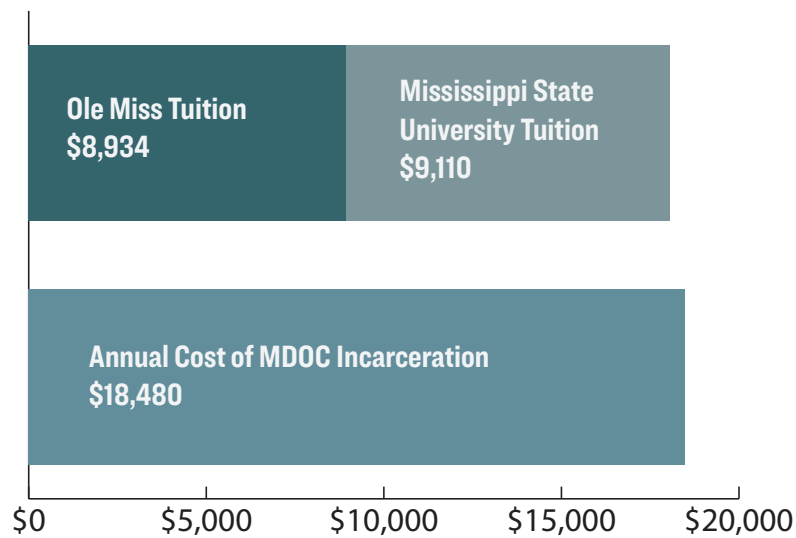 Ole Miss Tuition
$8,934
Mississippi State
University Tuition
$9,110
Annual Cost of MDOC Incarceration
$18,480
$0 $5,000 $10,000 $15,000 $20,000